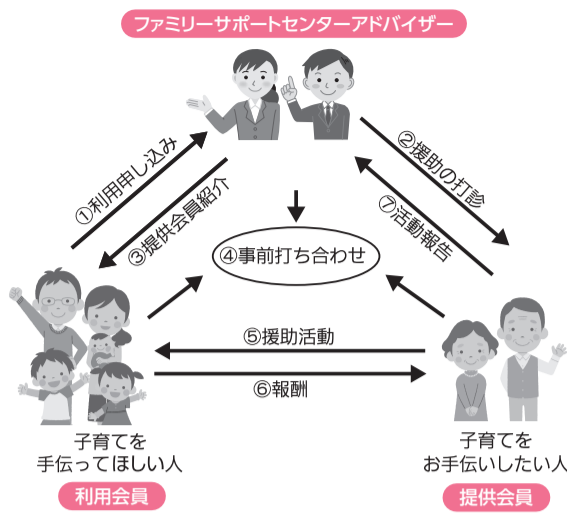 ファミリーサポートセンターアドバイザー
①利用申し込み
②援助の打診
③提供会員紹介
⑦活動報告
④事前打ち合わせ
⑤援助活動
⑥報酬
子育てを
手伝ってほしい人
利用会員
子育てを
お手伝いしたい人
提供会員